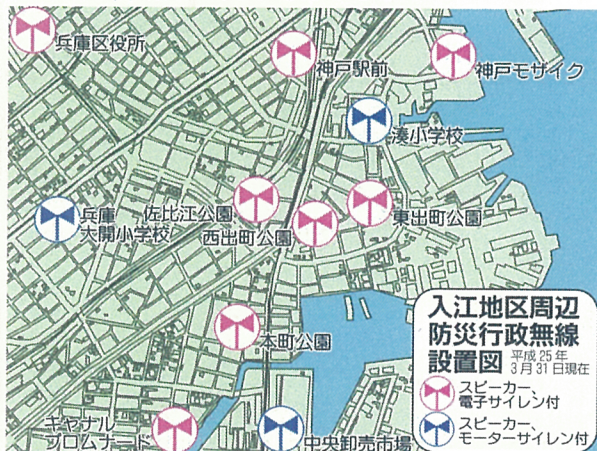 兵庫区役所
神戸駅前
神戸モザイク
湊小学校
兵庫
大開小学校
佐比江公園
西出町公園
東出町公園
本町公園
キャナル
プロムナード
中央卸売市場
入江地区周辺
防災行政無線
設置図
平成25年
3月31日現在
スピーカー、
電子サイレン付
スピーカー、
モーターサイレン付